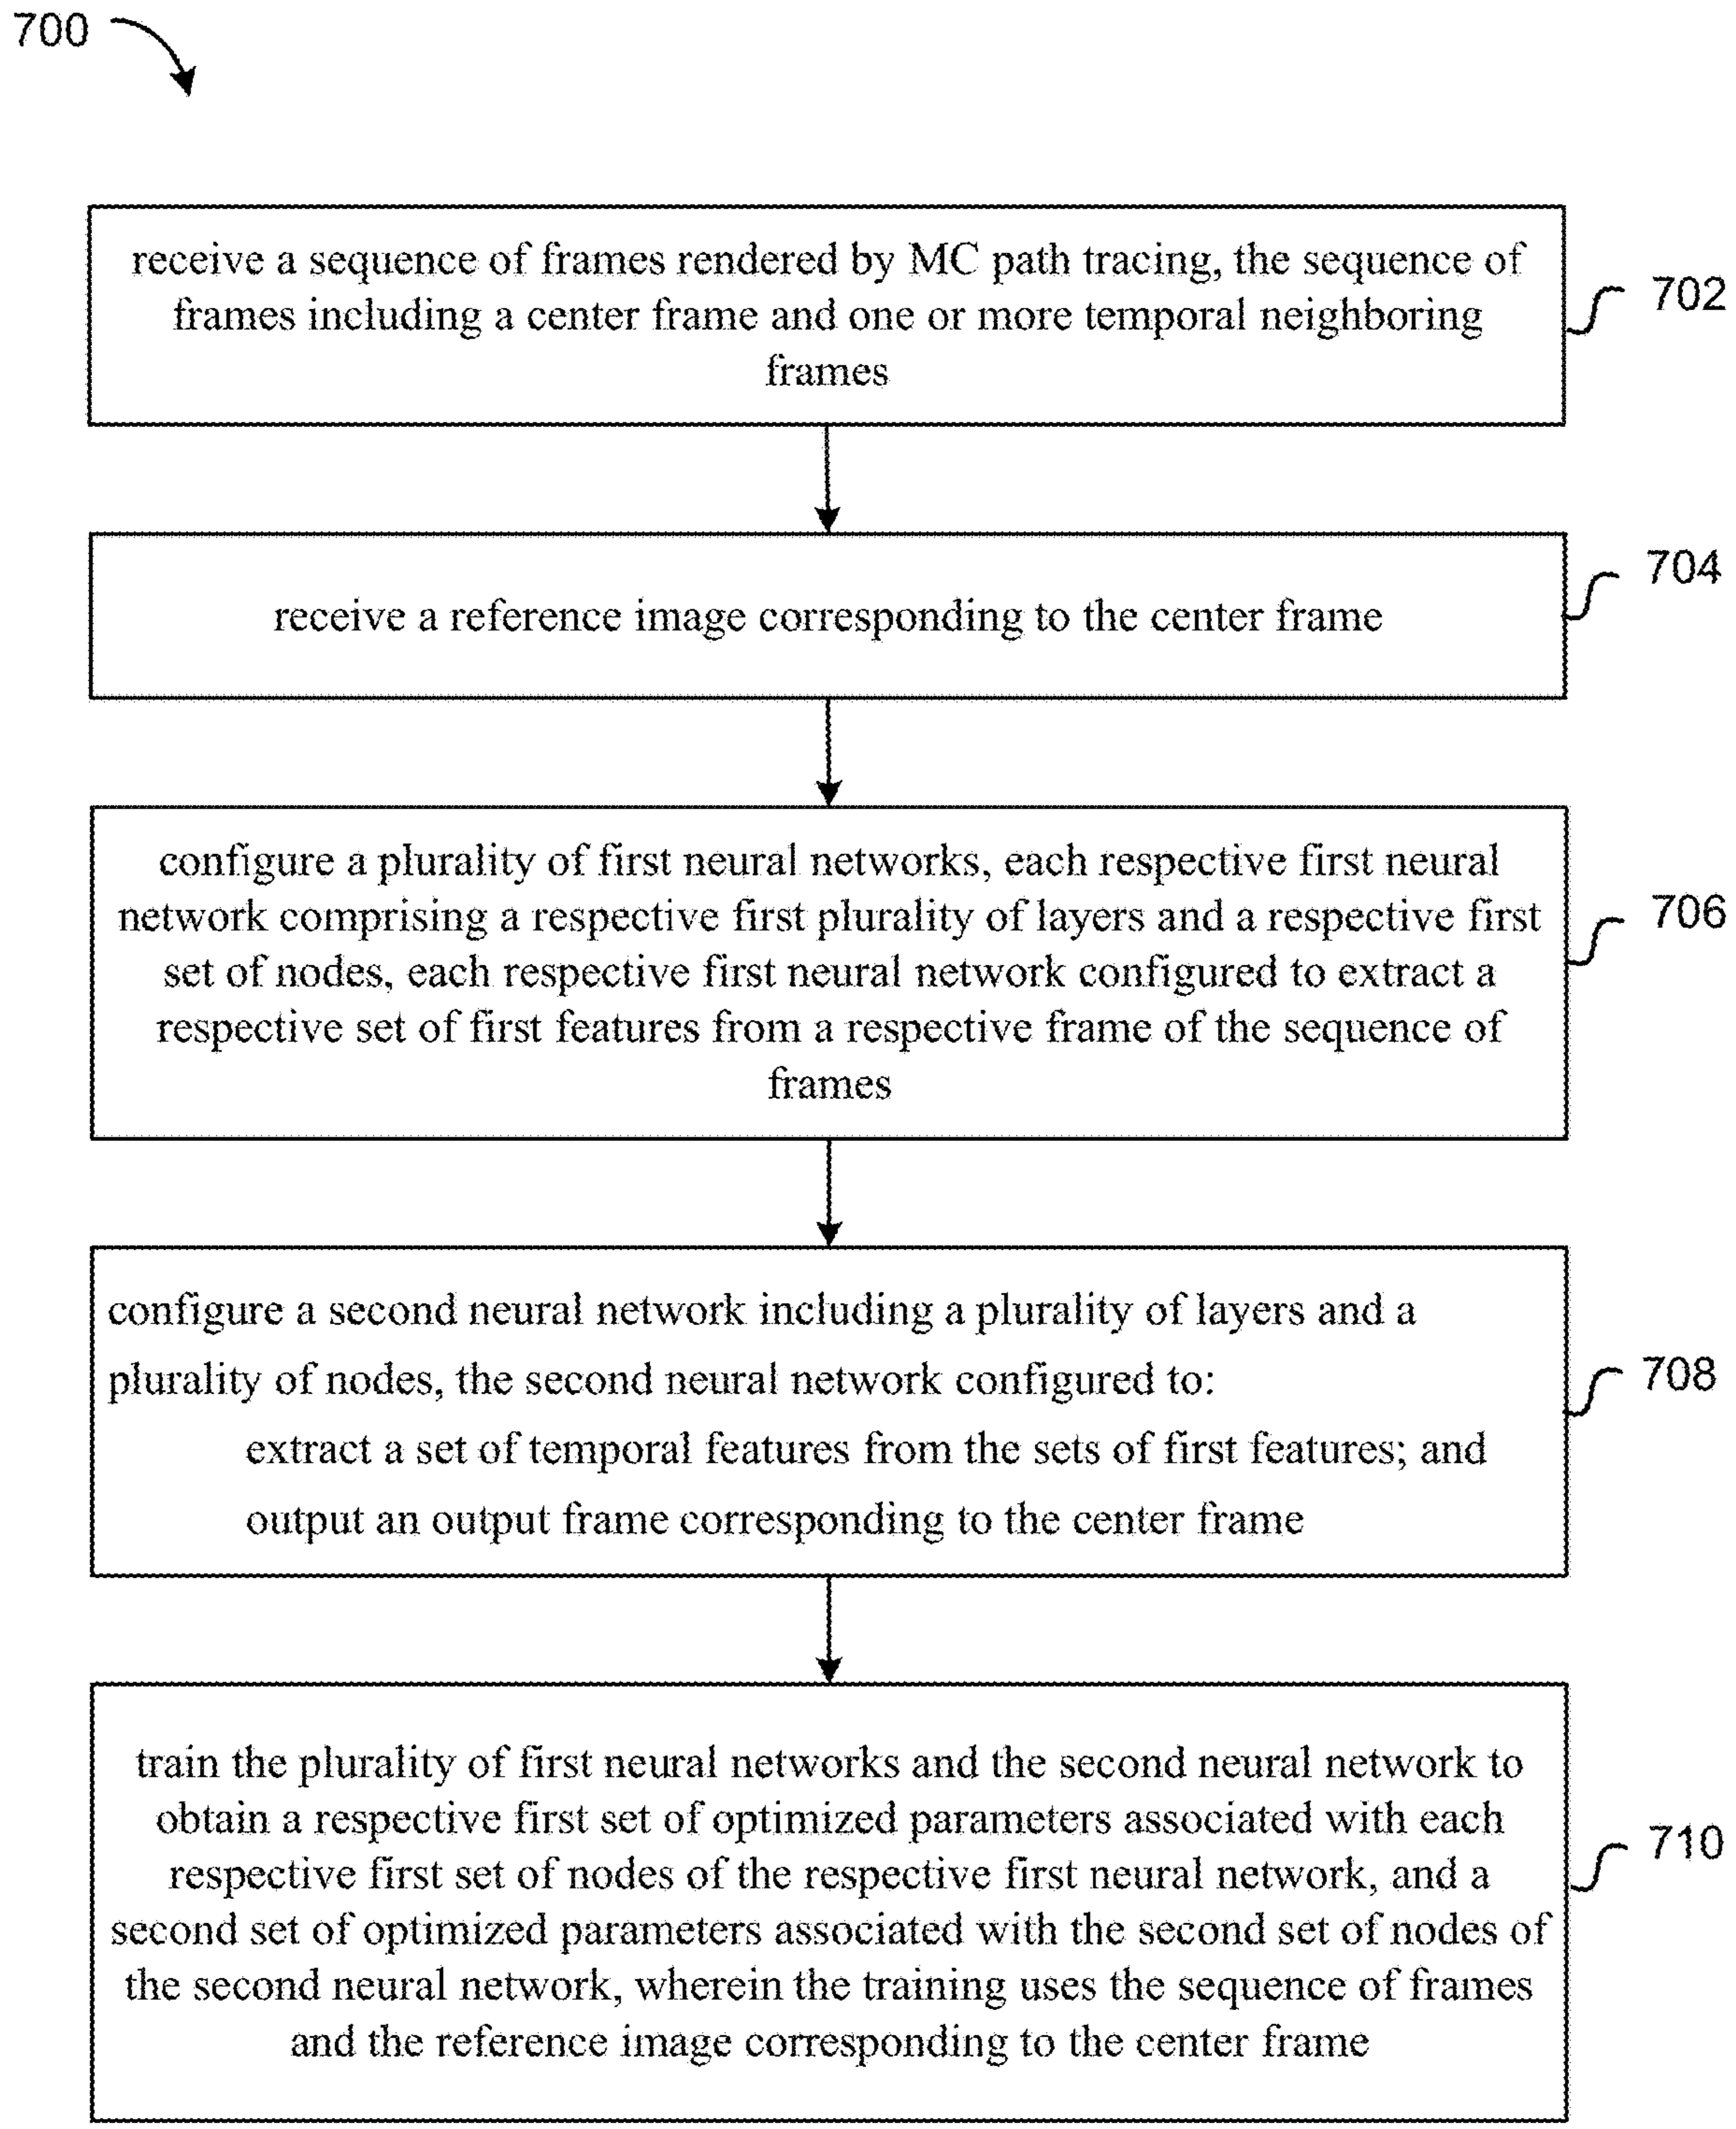 700
receive a sequence of frames rendered by MC path tracing, the sequence of
frames including a center frame and one or more temporal neighboring
frames
702
receive a reference image corresponding to the center frame
704
configure a plurality of first neural networks, each respective first neural
network comprising a respective first plurality of layers and a respective first
set of nodes, each respective first neural network configured to extract a
respective set of first features from a respective frame of the sequence of
frames
706
configure a second neural network including a plurality of layers and a
plurality of nodes, the second neural network configured to:
extract a set of temporal features from the sets of first features; and
output an output frame corresponding to the center frame
708
train the plurality of first neural networks and the second neural network to
obtain a respective first set of optimized parameters associated with each
respective first set of nodes of the respective first neural network, and a
second set of optimized parameters associated with the second set of nodes of
the second neural network, wherein the training uses the sequence of frames
and the reference image corresponding to the center frame
710